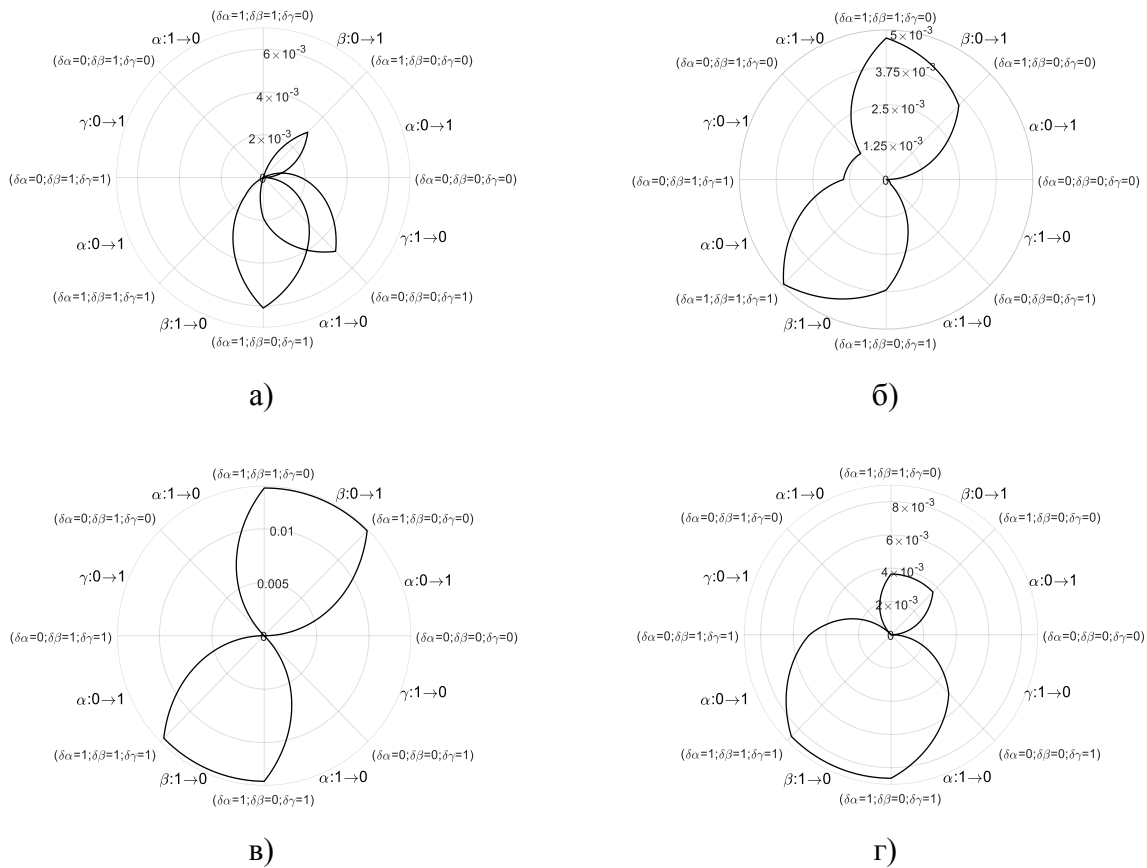 а)
(δα=1;δβ=1;δγ=0)
α:1→0
β:0→1
(δα=0;δβ=1;δγ=0)
(δα=1;δβ=0;δγ=0)
6×10⁻³
4×10⁻³
2×10⁻³
0
γ:0→1
α:0→1
(δα=0;δβ=1;δγ=1)
(δα=0;δβ=0;δγ=0)
α:0→1
γ:1→0
(δα=1;δβ=1;δγ=1)
(δα=0;δβ=0;δγ=1)
β:1→0
α:1→0
(δα=1;δβ=0;δγ=1)
б)
(δα=1;δβ=1;δγ=0)
α:1→0
β:0→1
(δα=0;δβ=1;δγ=0)
(δα=1;δβ=0;δγ=0)
5×10⁻³
3.75×10⁻³
2.5×10⁻³
1.25×10⁻³
0
γ:0→1
α:0→1
(δα=0;δβ=1;δγ=1)
(δα=0;δβ=0;δγ=0)
α:0→1
γ:1→0
(δα=1;δβ=1;δγ=1)
(δα=0;δβ=0;δγ=1)
β:1→0
α:1→0
(δα=1;δβ=0;δγ=1)
в)
(δα=1;δβ=1;δγ=0)
α:1→0
β:0→1
(δα=0;δβ=1;δγ=0)
(δα=1;δβ=0;δγ=0)
0.01
0.005
0
γ:0→1
α:0→1
(δα=0;δβ=1;δγ=1)
(δα=0;δβ=0;δγ=0)
α:0→1
γ:1→0
(δα=1;δβ=1;δγ=1)
(δα=0;δβ=0;δγ=1)
β:1→0
α:1→0
(δα=1;δβ=0;δγ=1)
г)
(δα=1;δβ=1;δγ=0)
α:1→0
β:0→1
(δα=0;δβ=1;δγ=0)
(δα=1;δβ=0;δγ=0)
8×10⁻³
6×10⁻³
4×10⁻³
2×10⁻³
0
γ:0→1
α:0→1
(δα=0;δβ=1;δγ=1)
(δα=0;δβ=0;δγ=0)
α:0→1
γ:1→0
(δα=1;δβ=1;δγ=1)
(δα=0;δβ=0;δγ=1)
β:1→0
α:1→0
(δα=1;δβ=0;δγ=1)